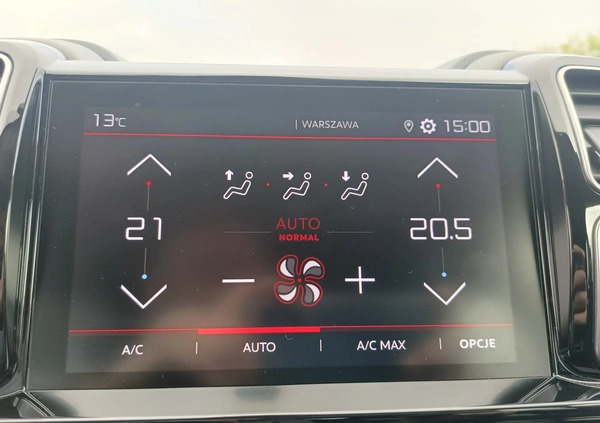 13°C | WARSZAWA 15:00
21 AUTO 20.5
NORMAL
A/C | AUTO | A/C MAX | OPCJE